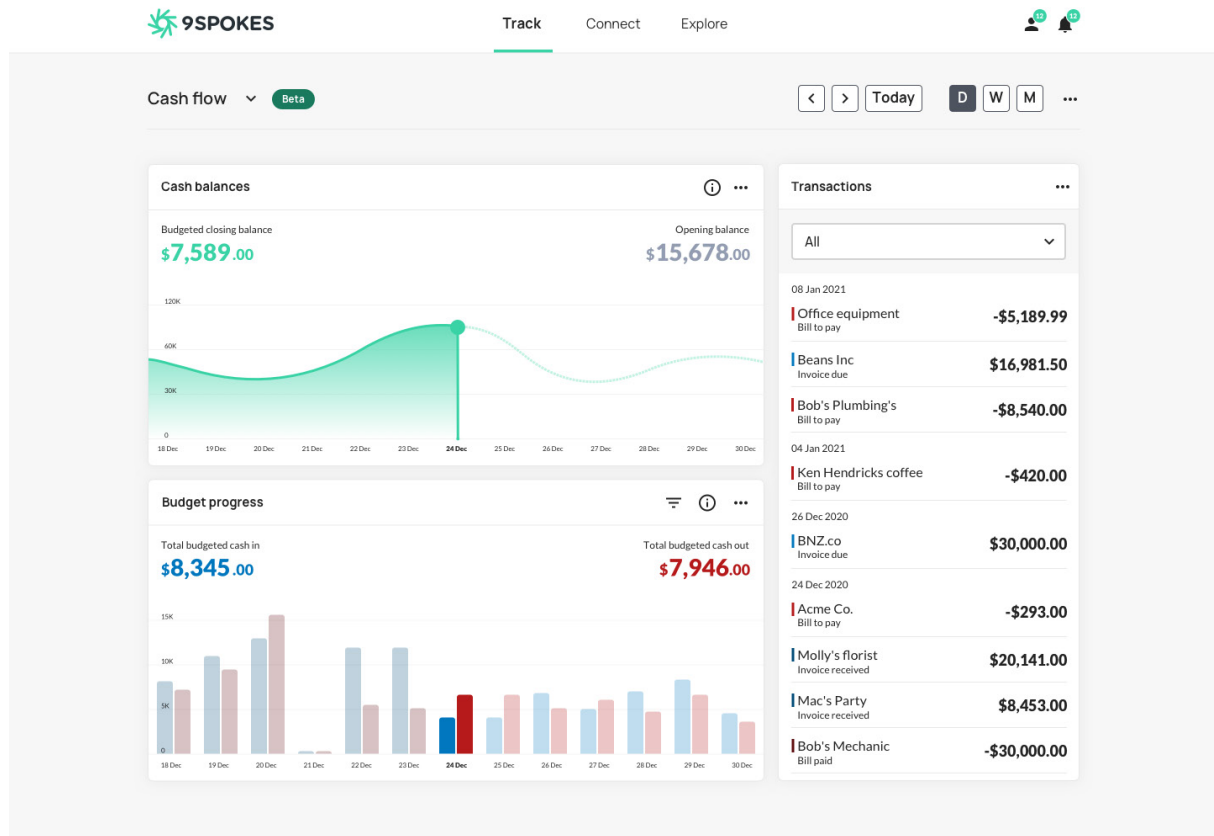 9SPOKES
Track Connect Explore
12 13
Cash flow Beta
Today D W M
Cash balances
Budgeted closing balance Opening balance
$7,589.00 $15,678.00
120K
60K
30K
0
18 Dec 19 Dec 20 Dec 21 Dec 22 Dec 23 Dec 24 Dec 25 Dec 26 Dec 27 Dec 28 Dec 29 Dec 30 Dec
Budget progress
Total budgeted cash in Total budgeted cash out
$8,345.00 $7,946.00
15K
10K
5K
0
18 Dec 19 Dec 20 Dec 21 Dec 22 Dec 23 Dec 24 Dec 25 Dec 26 Dec 27 Dec 28 Dec 29 Dec 30 Dec
Transactions
All
08 Jan 2021
Office equipment -$5,189.99
Bill to pay
Beans Inc $16,981.50
Invoice due
Bob's Plumbing's -$8,540.00
Bill to pay
04 Jan 2021
Ken Hendricks coffee -$420.00
Bill to pay
26 Dec 2020
BNZ.co $30,000.00
Invoice due
24 Dec 2020
Acme Co. -$293.00
Bill to pay
Molly's florist $20,141.00
Invoice received
Mac's Party $8,453.00
Invoice received
Bob's Mechanic -$30,000.00
Bill paid